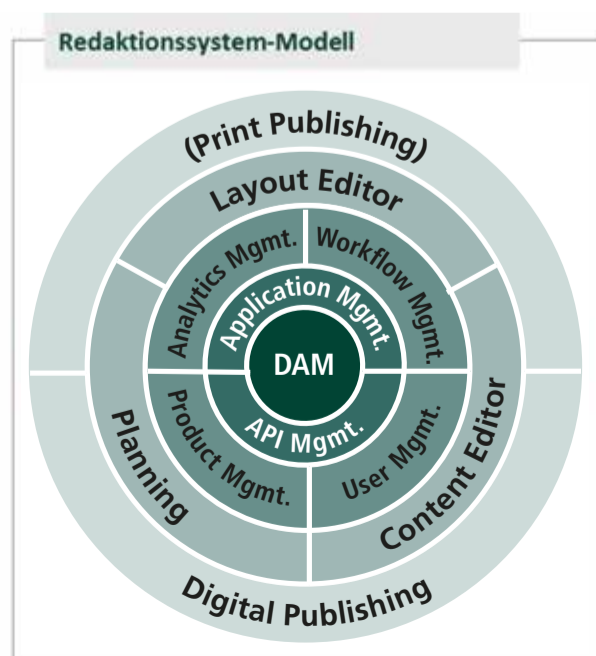 Redaktionssystem-Modell
(Print Publishing)
Layout Editor
Analytics Mgmt.
Workflow Mgmt.
Application Mgmt.
DAM
API Mgmt.
Product Mgmt.
User Mgmt.
Planning
Content Editor
Digital Publishing